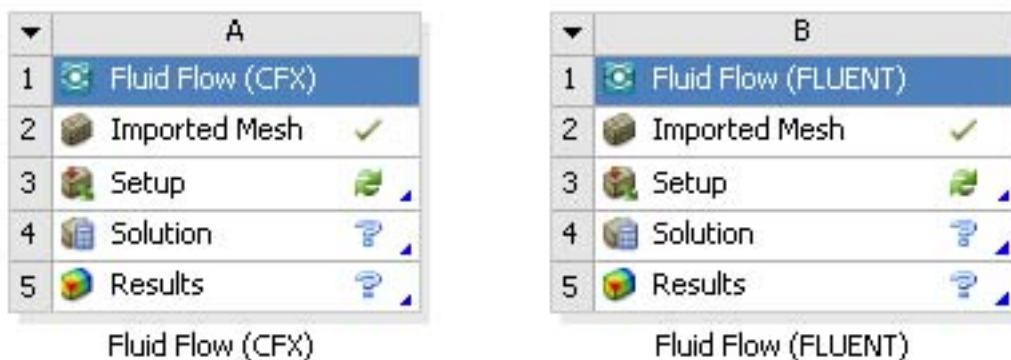 A
1 Fluid Flow (CFX)
2 Imported Mesh
3 Setup
4 Solution
5 Results
Fluid Flow (CFX)
B
1 Fluid Flow (FLUENT)
2 Imported Mesh
3 Setup
4 Solution
5 Results
Fluid Flow (FLUENT)